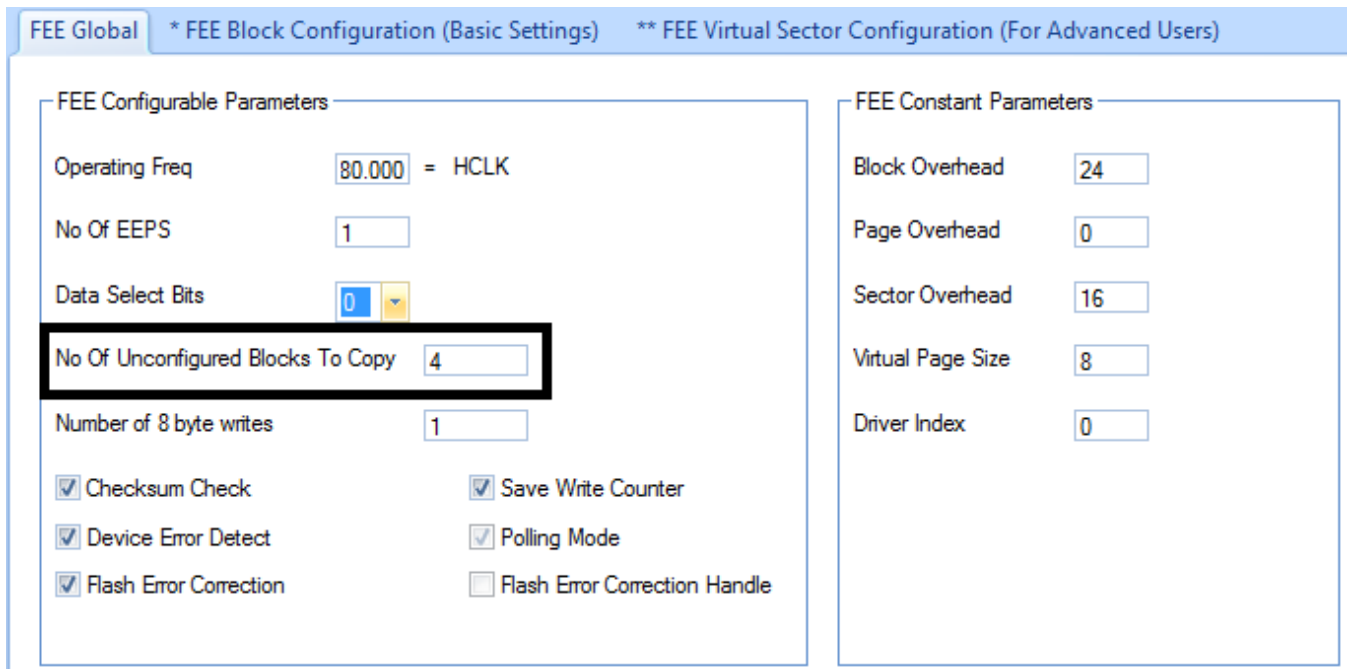 FEE Global * FEE Block Configuration (Basic Settings) ** FEE Virtual Sector Configuration (For Advanced Users)
FEE Configurable Parameters
Operating Freq 80.000 = HCLK
No Of EEPS 1
Data Select Bits 0
No Of Unconfigured Blocks To Copy 4
Number of 8 byte writes 1
Checksum Check Save Write Counter
Device Error Detect Polling Mode
Flash Error Correction Flash Error Correction Handle
FEE Constant Parameters
Block Overhead 24
Page Overhead 0
Sector Overhead 16
Virtual Page Size 8
Driver Index 0